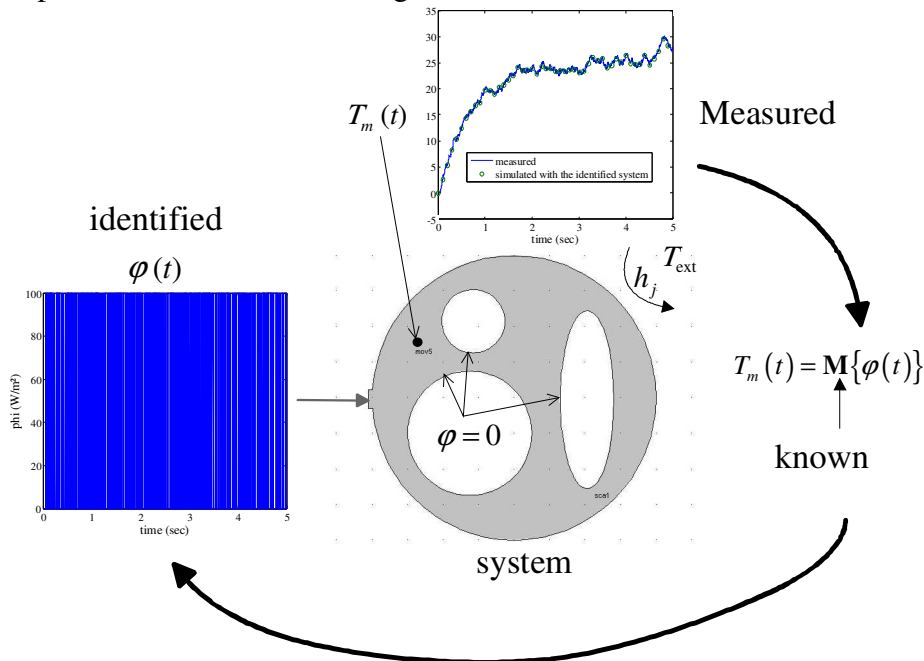 35
30
25
20
15
10
5
0
-5
0 1 2 3 4 5
time (sec)
measured
simulated with the identified system
T_m(t)
Measured
identified
φ(t)
100
80
60
40
20
0
phi (W/m²)
0 1 2 3 4 5
time (sec)
h_j
T_ext
mov5
φ = 0
sca1
T_m(t) = M{φ(t)}
known
system